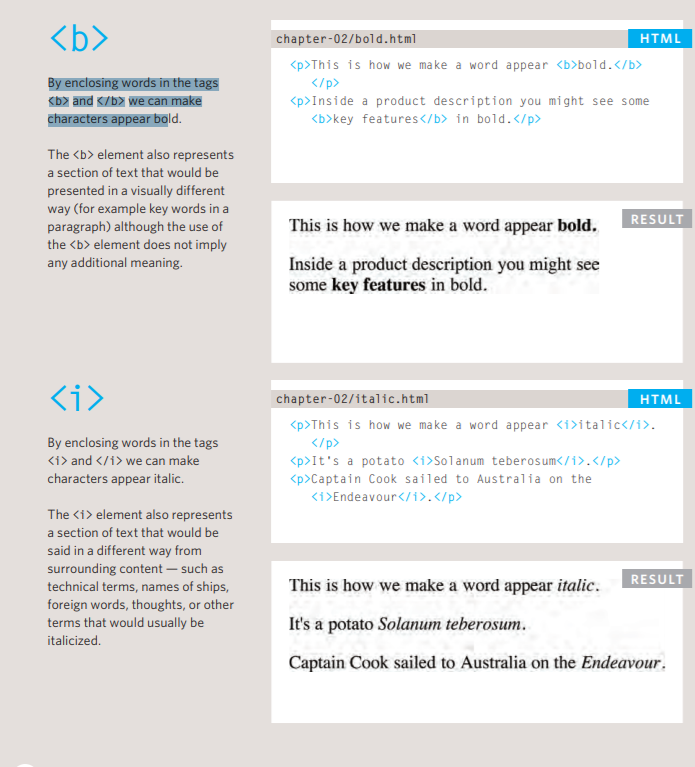 <b>
By enclosing words in the tags
<b> and </b> we can make
characters appear bold.
The <b> element also represents
a section of text that would be
presented in a visually different
way (for example key words in a
paragraph) although the use of
the <b> element does not imply
any additional meaning.
chapter-02/bold.html
HTML
<p>This is how we make a word appear <b>bold.</b>
</p>
<p>Inside a product description you might see some
<b>key features</b> in bold.</p>
RESULT
This is how we make a word appear bold.
Inside a product description you might see
some key features in bold.
<i>
By enclosing words in the tags
<i> and </i> we can make
characters appear italic.
The <i> element also represents
a section of text that would be
said in a different way from
surrounding content — such as
technical terms, names of ships,
foreign words, thoughts, or other
terms that would usually be
italicized.
chapter-02/italic.html
HTML
<p>This is how we make a word appear <i>italic</i>.
</p>
<p>It's a potato <i>Solanum teberosum</i>.</p>
<p>Captain Cook sailed to Australia on the
<i>Endeavour</i>.</p>
RESULT
This is how we make a word appear italic.
It's a potato Solanum teberosum.
Captain Cook sailed to Australia on the Endeavour.